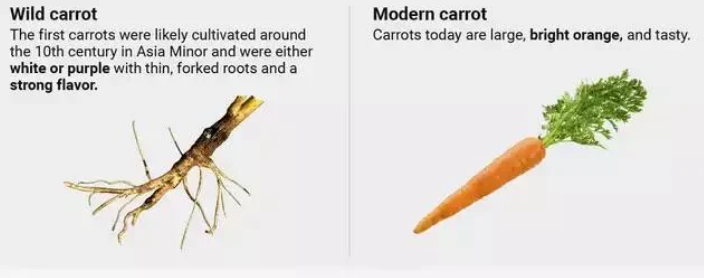 Wild carrot
The first carrots were likely cultivated around
the 10th century in Asia Minor and were either
white or purple with thin, forked roots and a
strong flavor.
Modern carrot
Carrots today are large, bright orange, and tasty.